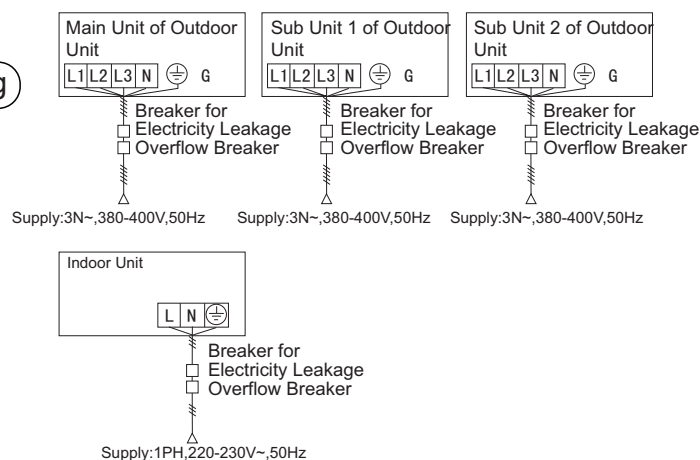 g
Main Unit of Outdoor
Unit
L1 L2 L3 N G
Breaker for
Electricity Leakage
Overflow Breaker
Supply:3N~,380-400V,50Hz
Sub Unit 1 of Outdoor
Unit
L1 L2 L3 N G
Breaker for
Electricity Leakage
Overflow Breaker
Supply:3N~,380-400V,50Hz
Sub Unit 2 of Outdoor
Unit
L1 L2 L3 N G
Breaker for
Electricity Leakage
Overflow Breaker
Supply:3N~,380-400V,50Hz
Indoor Unit
L N
Breaker for
Electricity Leakage
Overflow Breaker
Supply:1PH,220-230V~,50Hz